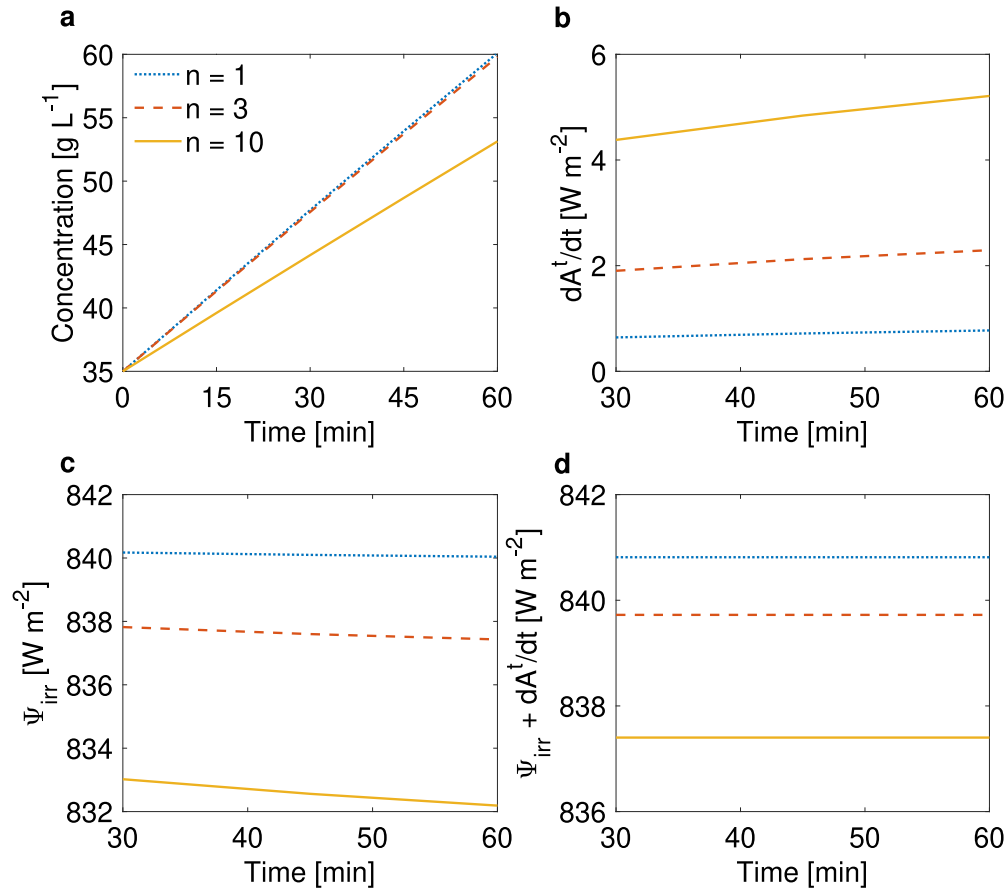 a
60
55
50
45
40
35
Concentration [g L⁻¹]
n = 1
n = 3
n = 10
0 15 30 45 60
Time [min]
b
6
4
2
0
dAᵗ/dt [W m⁻²]
30 40 50 60
Time [min]
c
842
840
838
836
834
832
Ψirr [W m⁻²]
30 40 50 60
Time [min]
d
842
840
838
836
Ψirr + dAᵗ/dt [W m⁻²]
30 40 50 60
Time [min]